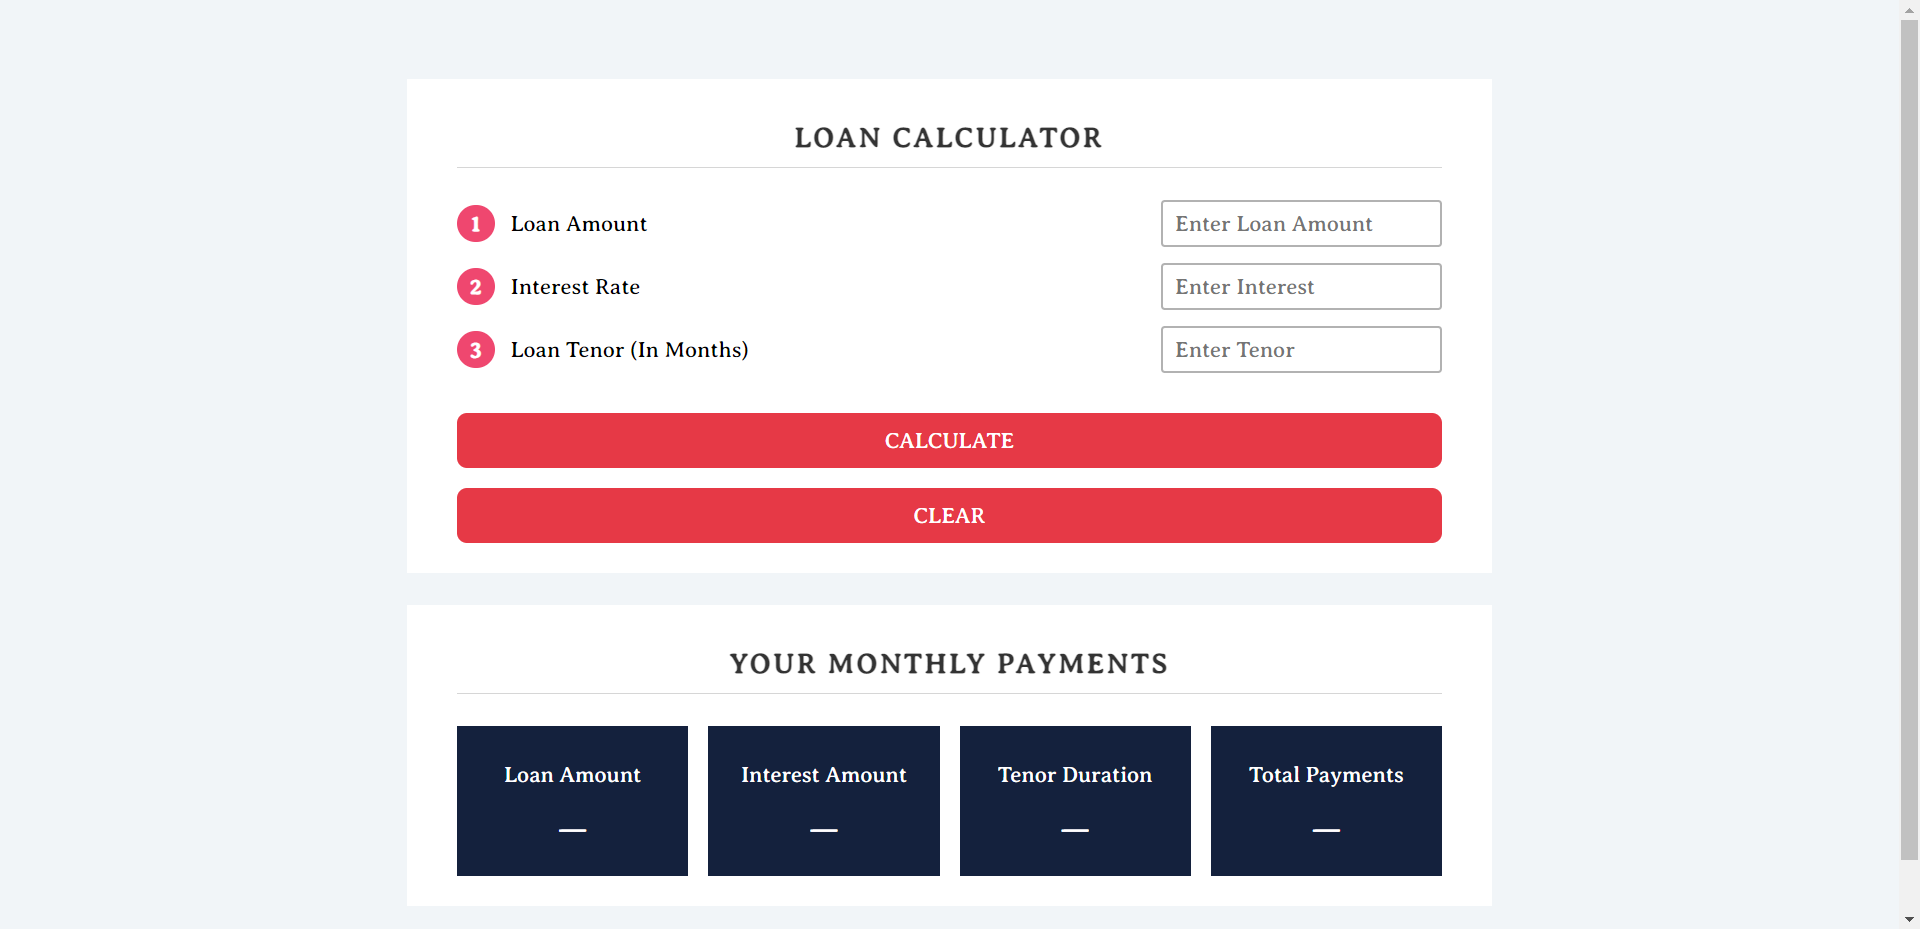 LOAN CALCULATOR
1 Loan Amount Enter Loan Amount
2 Interest Rate Enter Interest
3 Loan Tenor (In Months) Enter Tenor
CALCULATE
CLEAR
YOUR MONTHLY PAYMENTS
Loan Amount Interest Amount Tenor Duration Total Payments
— — — —